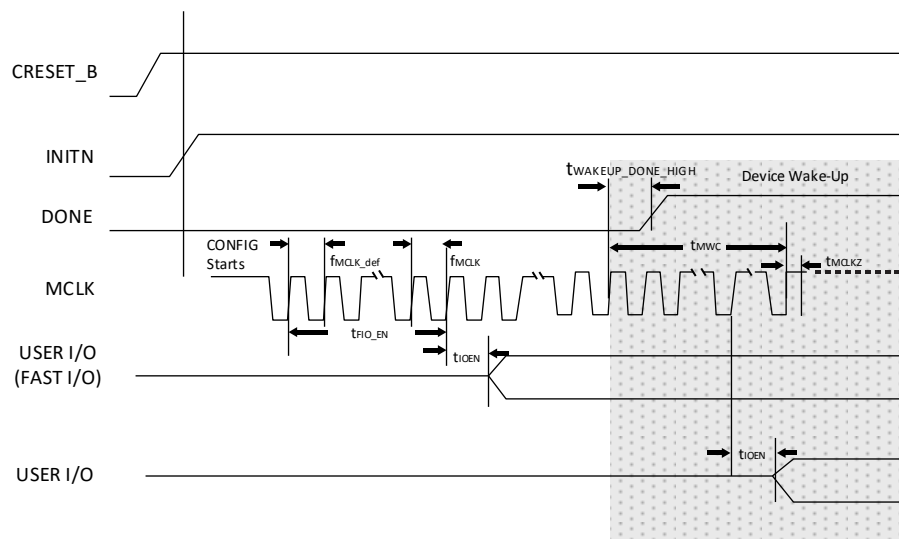 CRESET_B
INITN
tWAKEUP_DONE_HIGH
Device Wake-Up
DONE
CONFIG
Starts
fMCLK_def
fMCLK
tMWC
tMCLKZ
MCLK
tFIO_EN
USER I/O
(FAST I/O)
tIOEN
tIOEN
USER I/O